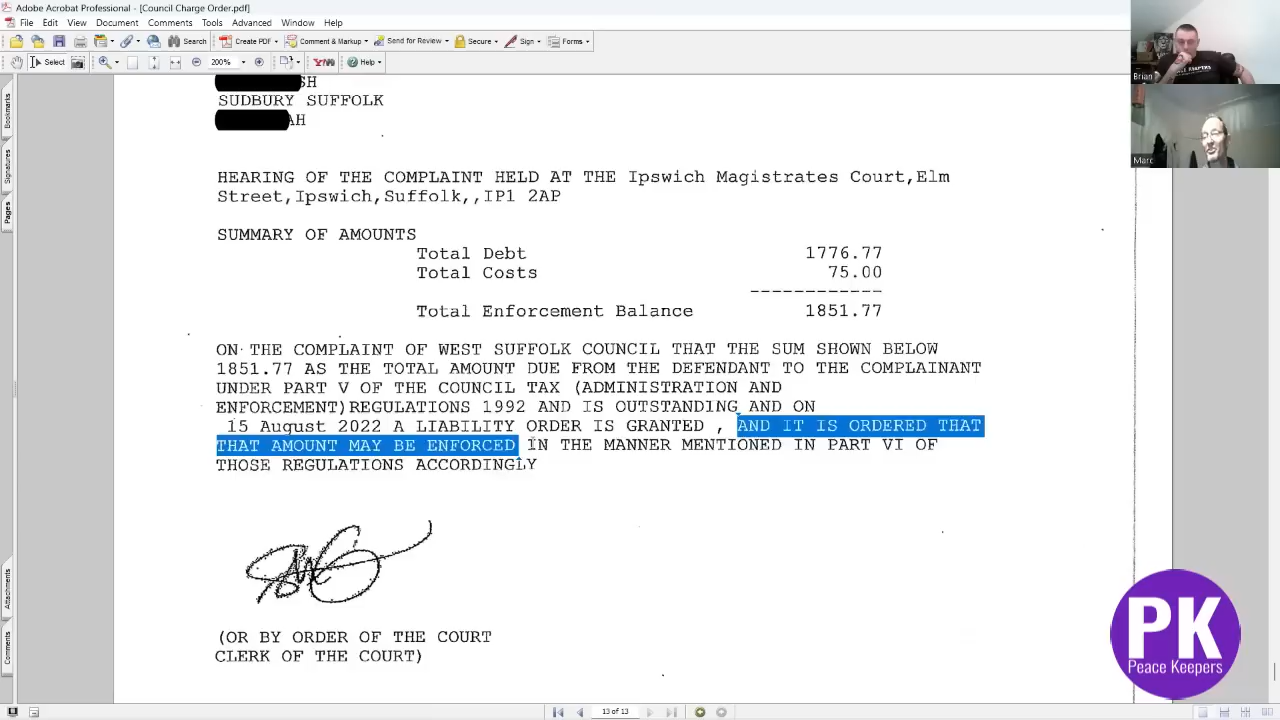 Adobe Acrobat Professional - [Council Charge Order.pdf]
File Edit View Document Comments Tools Advanced Window Help
Search Create PDF Comment & Markup Send for Review Secure Sign Forms
Select 200% Y! Help
Brian
Marc
Bookmarks
Signatures
Pages
Attachments
Comments
SH
SUDBURY SUFFOLK
AH
HEARING OF THE COMPLAINT HELD AT THE Ipswich Magistrates Court,Elm
Street,Ipswich,Suffolk,,IP1 2AP
SUMMARY OF AMOUNTS
Total Debt 1776.77
Total Costs 75.00
------------
Total Enforcement Balance 1851.77
ON THE COMPLAINT OF WEST SUFFOLK COUNCIL THAT THE SUM SHOWN BELOW
1851.77 AS THE TOTAL AMOUNT DUE FROM THE DEFENDANT TO THE COMPLAINANT
UNDER PART V OF THE COUNCIL TAX (ADMINISTRATION AND
ENFORCEMENT)REGULATIONS 1992 AND IS OUTSTANDING AND ON
15 August 2022 A LIABILITY ORDER IS GRANTED , AND IT IS ORDERED THAT
THAT AMOUNT MAY BE ENFORCED IN THE MANNER MENTIONED IN PART VI OF
THOSE REGULATIONS ACCORDINGLY
(OR BY ORDER OF THE COURT
CLERK OF THE COURT)
PK
Peace Keepers
13 of 13